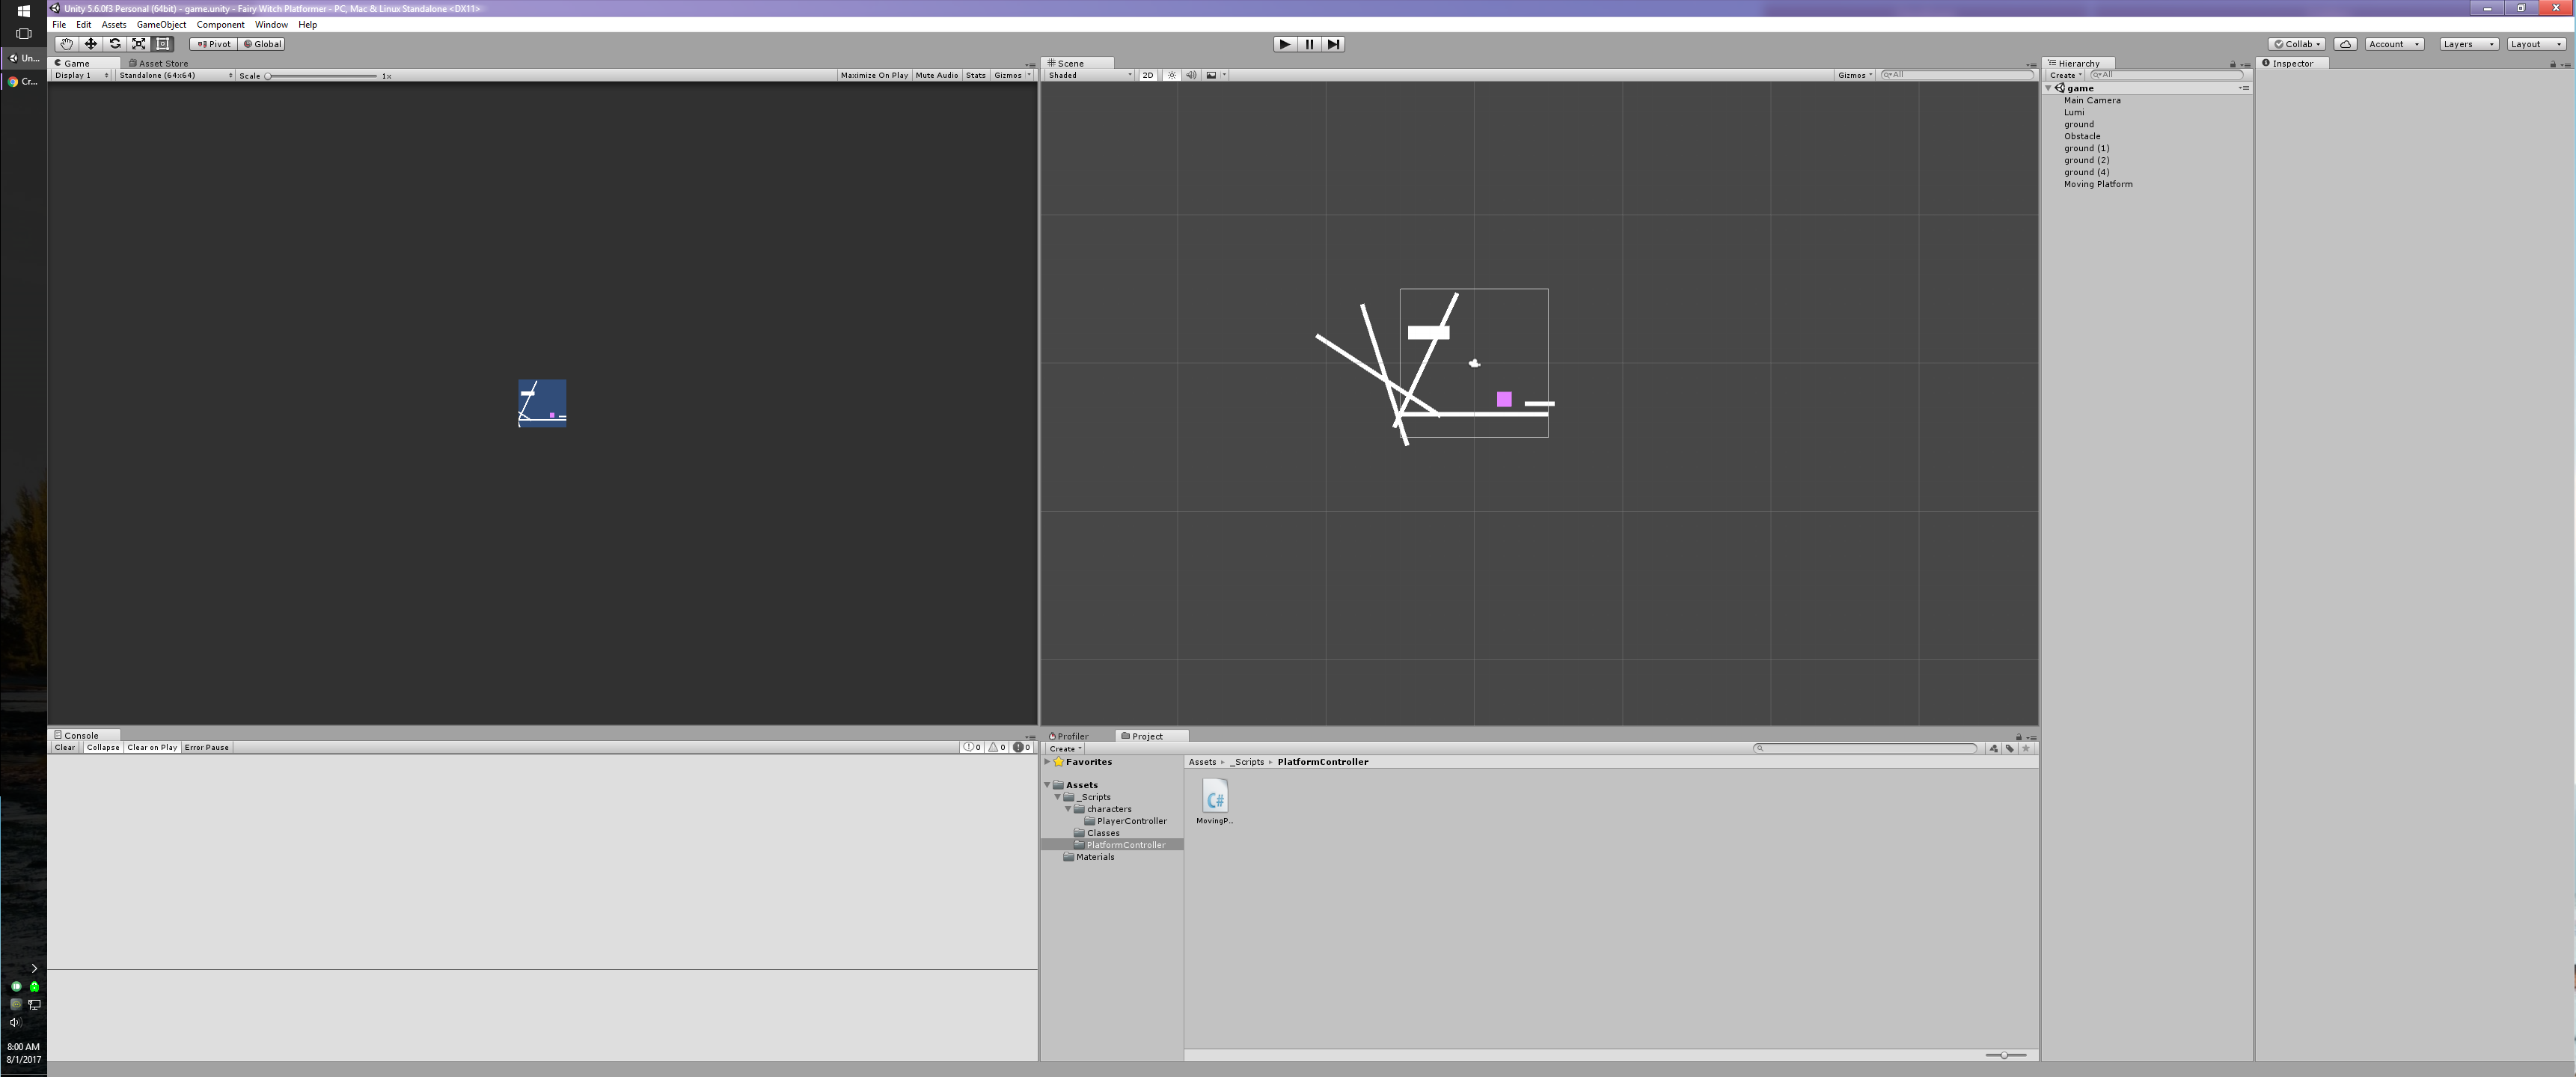 Unity 5.6.0f3 Personal (64bit) - game.unity - Fairy Witch Platformer - PC, Mac & Linux Standalone <DX11>
File Edit Assets GameObject Component Window Help
Pivot Global
Collab Account Layers Layout
Un...
Cr...
Game Asset Store
Display 1 Standalone (64x64) Scale 1x Maximize On Play Mute Audio Stats Gizmos
Scene
Shaded 2D Gizmos All
Hierarchy
Create All
game
Main Camera
Lumi
ground
Obstacle
ground (1)
ground (2)
ground (4)
Moving Platform
Inspector
Console
Clear Collapse Clear on Play Error Pause 0 0 0
Profiler Project
Create
Favorites
Assets
_Scripts
characters
PlayerController
Classes
PlatformController
Materials
Assets _Scripts PlatformController
C#
MovingP...
8:00 AM
8/1/2017